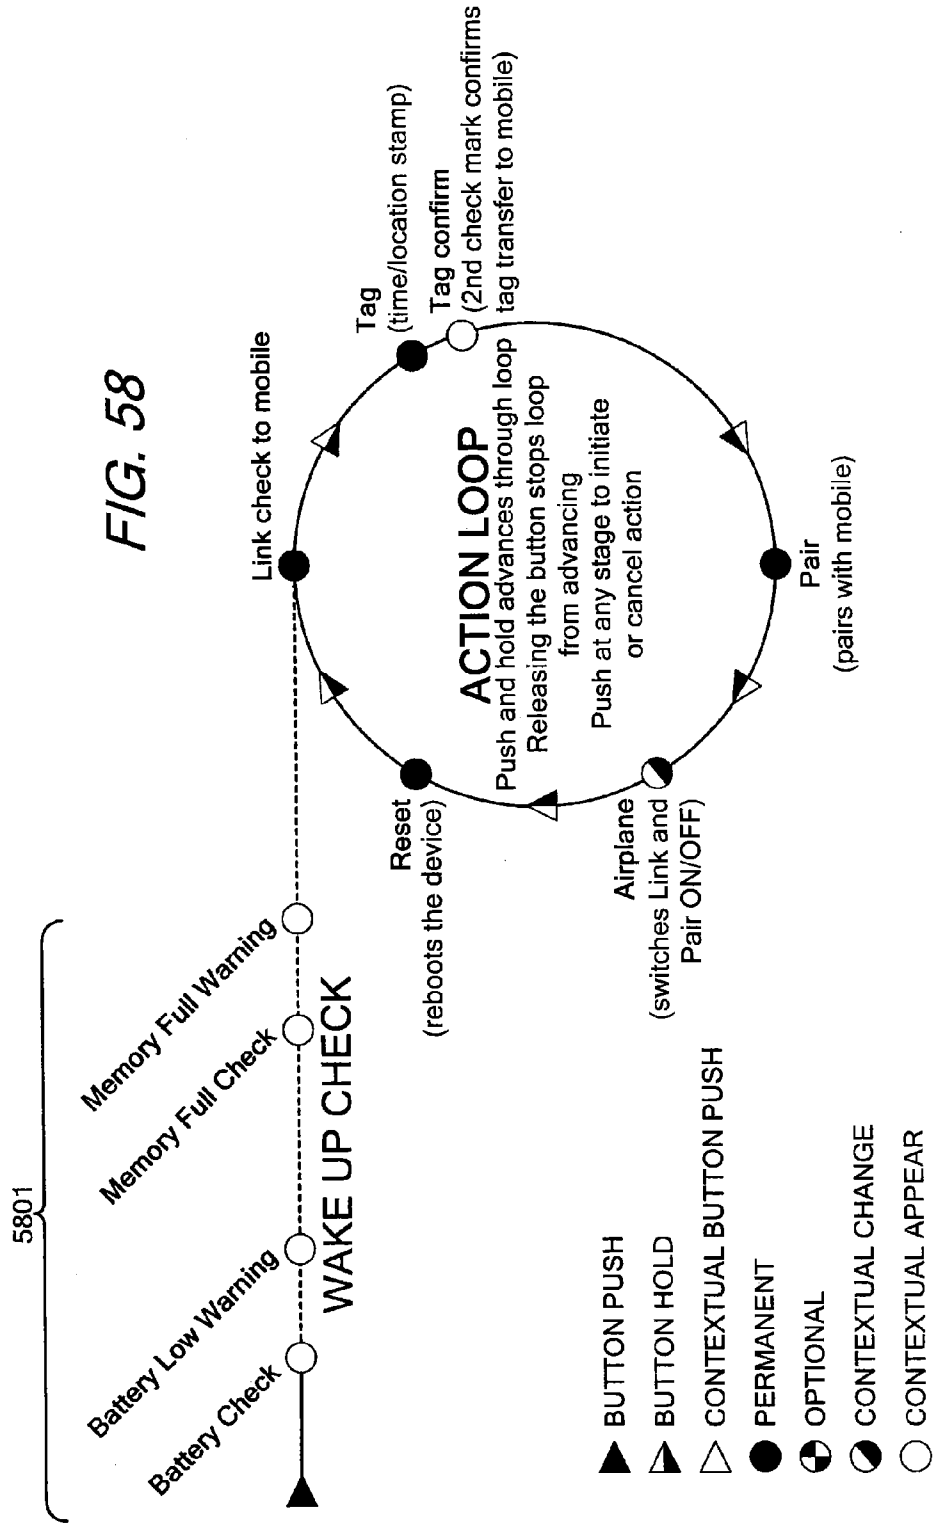 FIG. 58
5801
Battery Check
Battery Low Warning
Memory Full Check
Memory Full Warning
WAKE UP CHECK
Link check to mobile
Tag
(time/location stamp)
Tag confirm
(2nd check mark confirms
tag transfer to mobile)
ACTION LOOP
Push and hold advances through loop
Releasing the button stops loop
from advancing
Push at any stage to initiate
or cancel action
Reset
(reboots the device)
Airplane
(switches Link and
Pair ON/OFF)
Pair
(pairs with mobile)
BUTTON PUSH
BUTTON HOLD
CONTEXTUAL BUTTON PUSH
PERMANENT
OPTIONAL
CONTEXTUAL CHANGE
CONTEXTUAL APPEAR